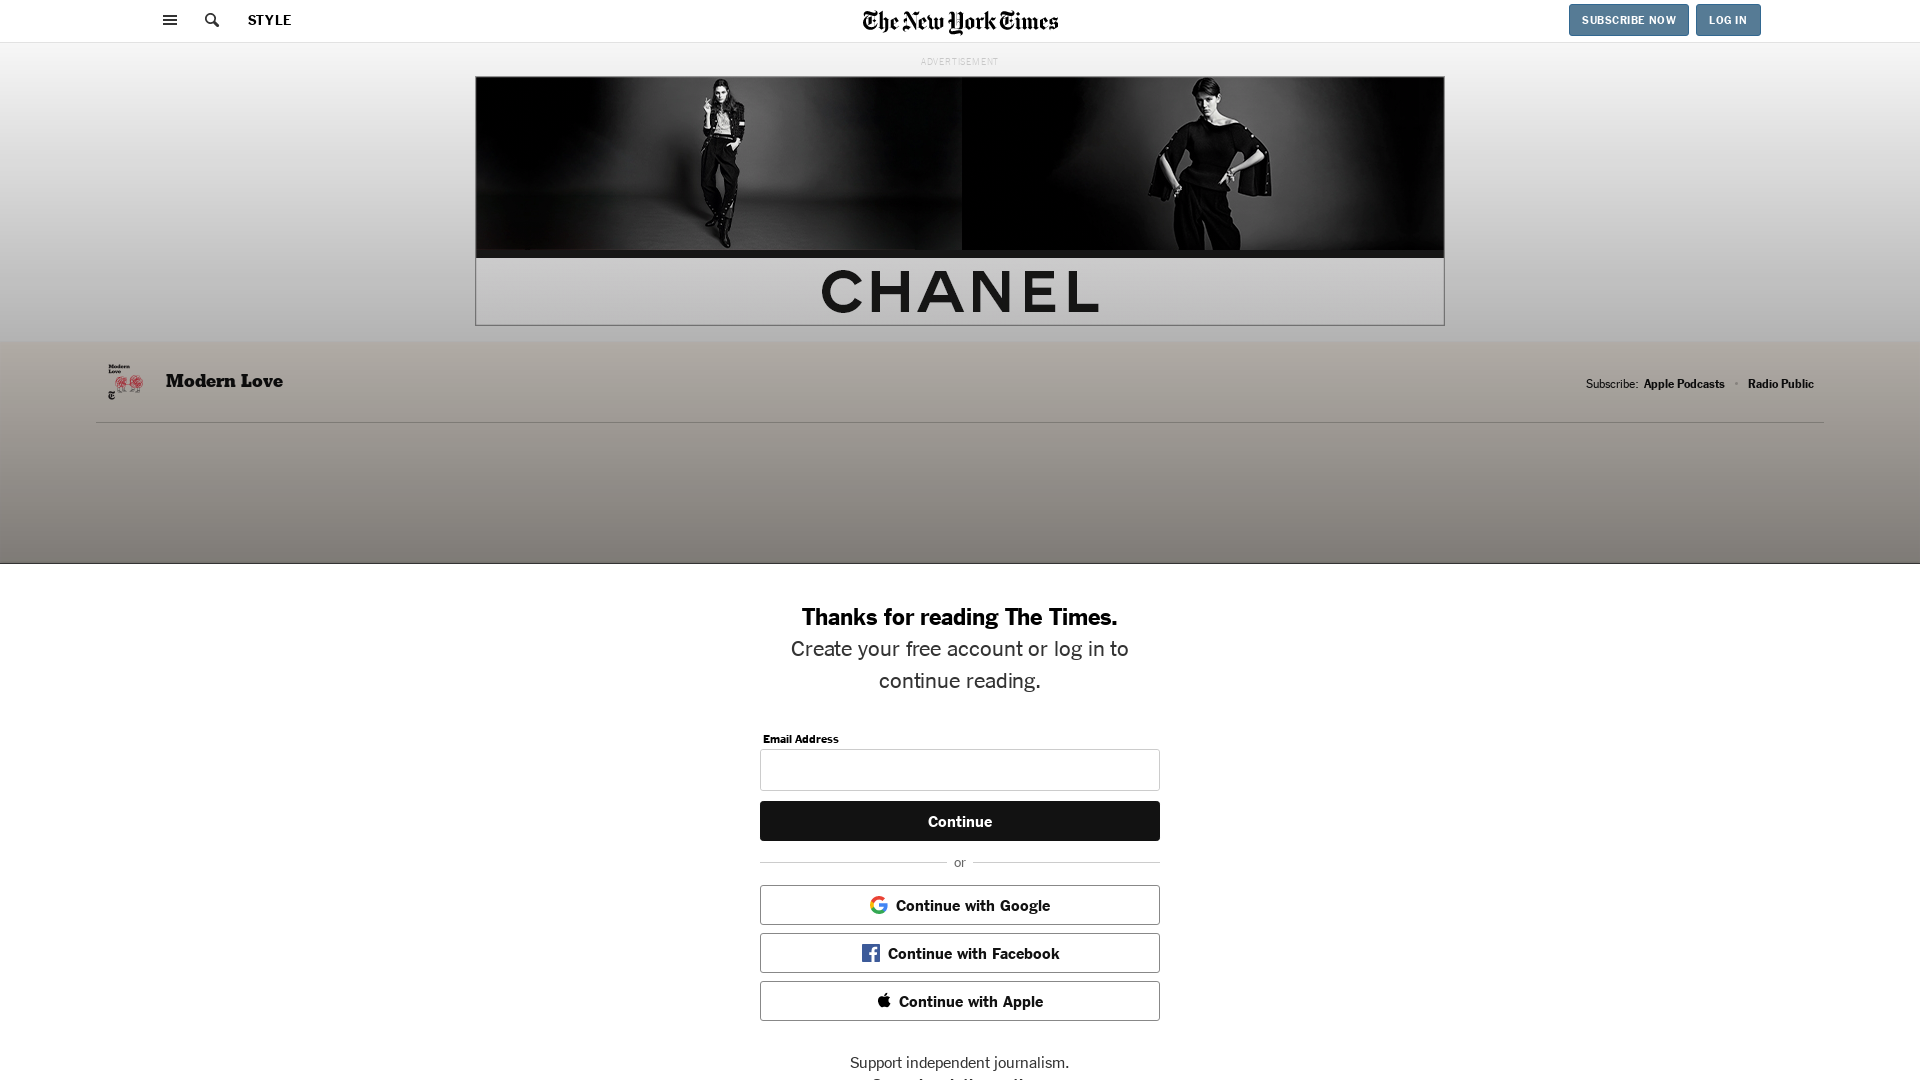 STYLE
The New York Times
SUBSCRIBE NOW
LOG IN
ADVERTISEMENT
CHANEL
Modern Love
Modern Love
Subscribe: Apple Podcasts • Radio Public
Thanks for reading The Times.
Create your free account or log in to
continue reading.
Email Address
Continue
or
Continue with Google
Continue with Facebook
Continue with Apple
Support independent journalism.